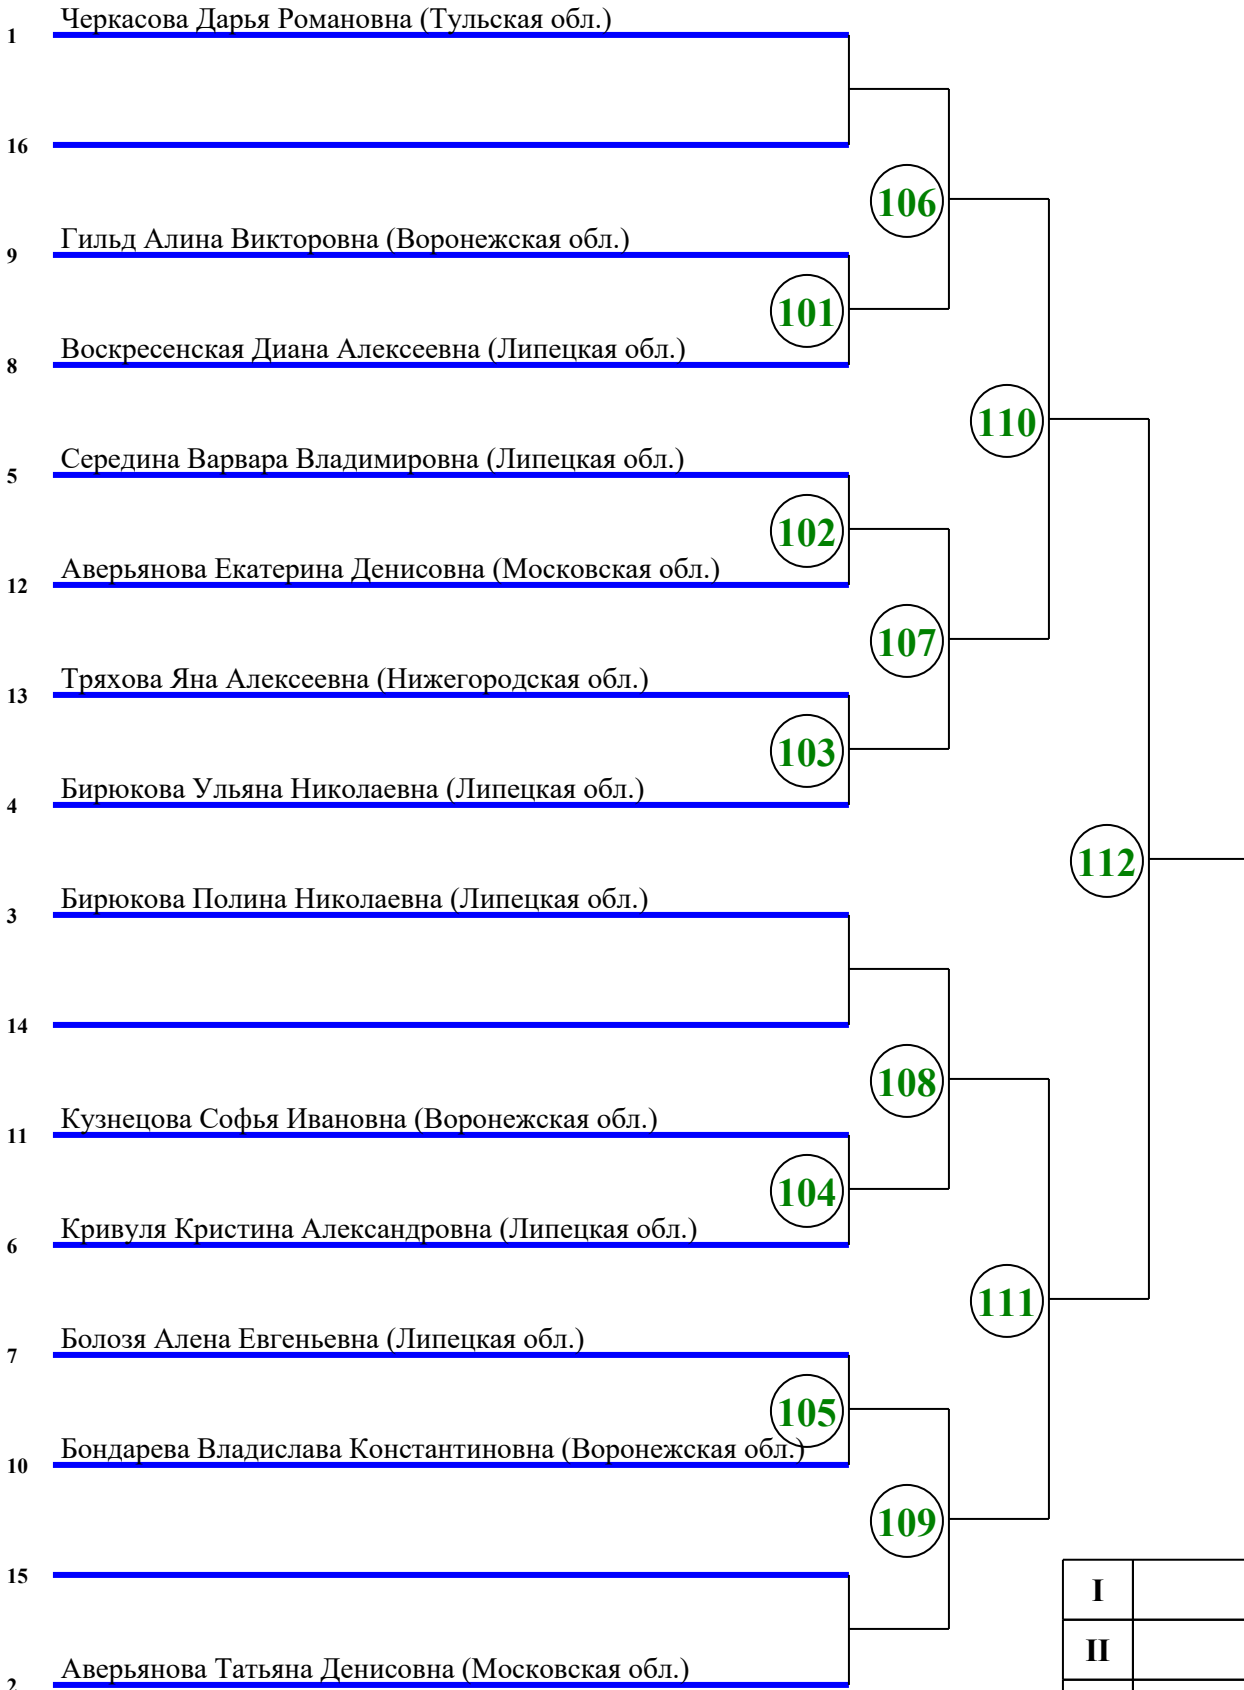 Черкасова Дарья Романовна (Тульская обл.)
1
16
106
Гильд Алина Викторовна (Воронежская обл.)
9
101
Воскресенская Диана Алексеевна (Липецкая обл.)
8
110
Середина Варвара Владимировна (Липецкая обл.)
5
102
Аверьянова Екатерина Денисовна (Московская обл.)
12
107
Тряхова Яна Алексеевна (Нижегородская обл.)
13
103
Бирюкова Ульяна Николаевна (Липецкая обл.)
4
112
Бирюкова Полина Николаевна (Липецкая обл.)
3
14
108
Кузнецова Софья Ивановна (Воронежская обл.)
11
104
Кривуля Кристина Александровна (Липецкая обл.)
6
111
Болозя Алена Евгеньевна (Липецкая обл.)
7
105
Бондарева Владислава Константиновна (Воронежская обл.)
10
109
15
I
II
Аверьянова Татьяна Денисовна (Московская обл.)
2